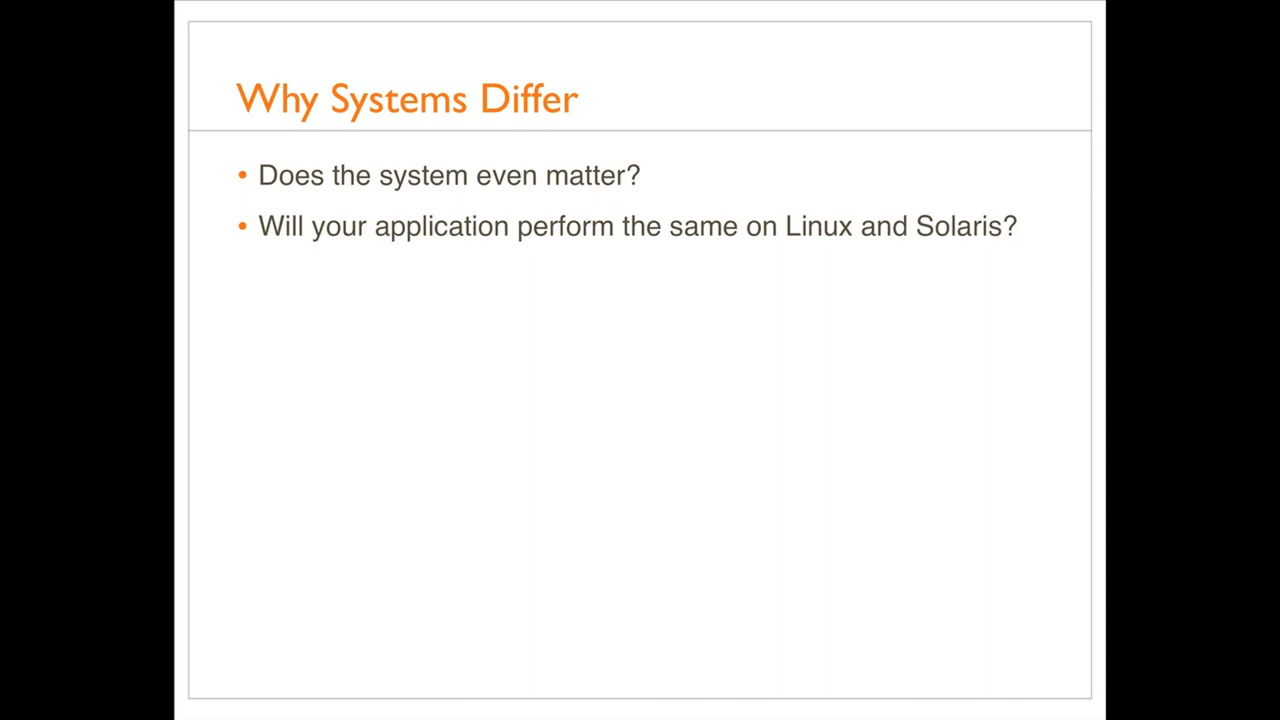 Why Systems Differ
• Does the system even matter?
• Will your application perform the same on Linux and Solaris?